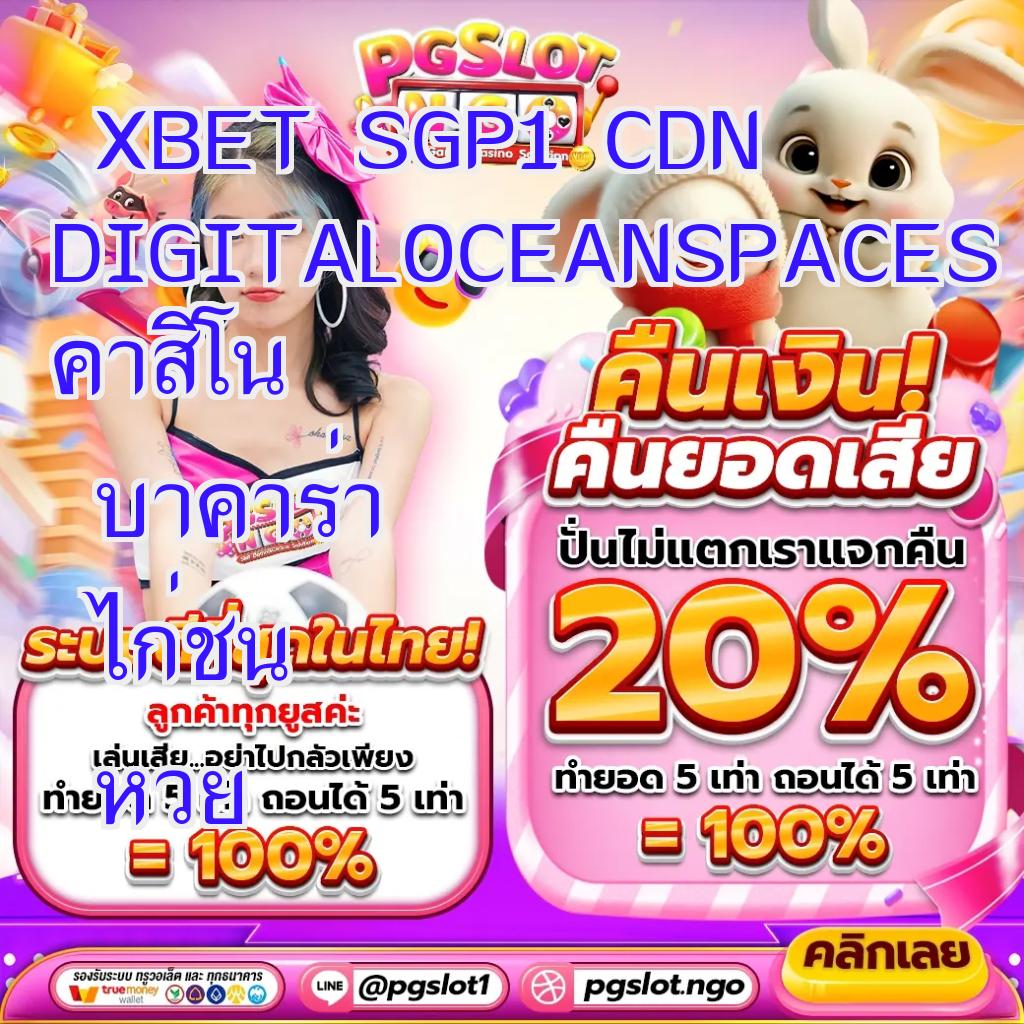 PGSLOT
XBET SGP1 CDN
DIGITALOCEANSPACES
คาสิโน
บาคาร่า
ไก่ชน
หวย
คืนเงิน!
คืนยอดเสีย
ปั่นไม่แตกเราแจกคืน
20%
ทำยอด 5 เท่า ถอนได้ 5 เท่า
= 100%
ในไทย!
ลูกค้าทุกยูสค่ะ
เล่นเสีย...อย่าไปกลัวเพียง
ถอนได้ 5 เท่า
= 100%
คลิกเลย
รองรับระบบ ทรูวอเล็ต และ ทุกธนาคาร
truemoney
wallet
LINE @pgslot1
pgslot.ngo